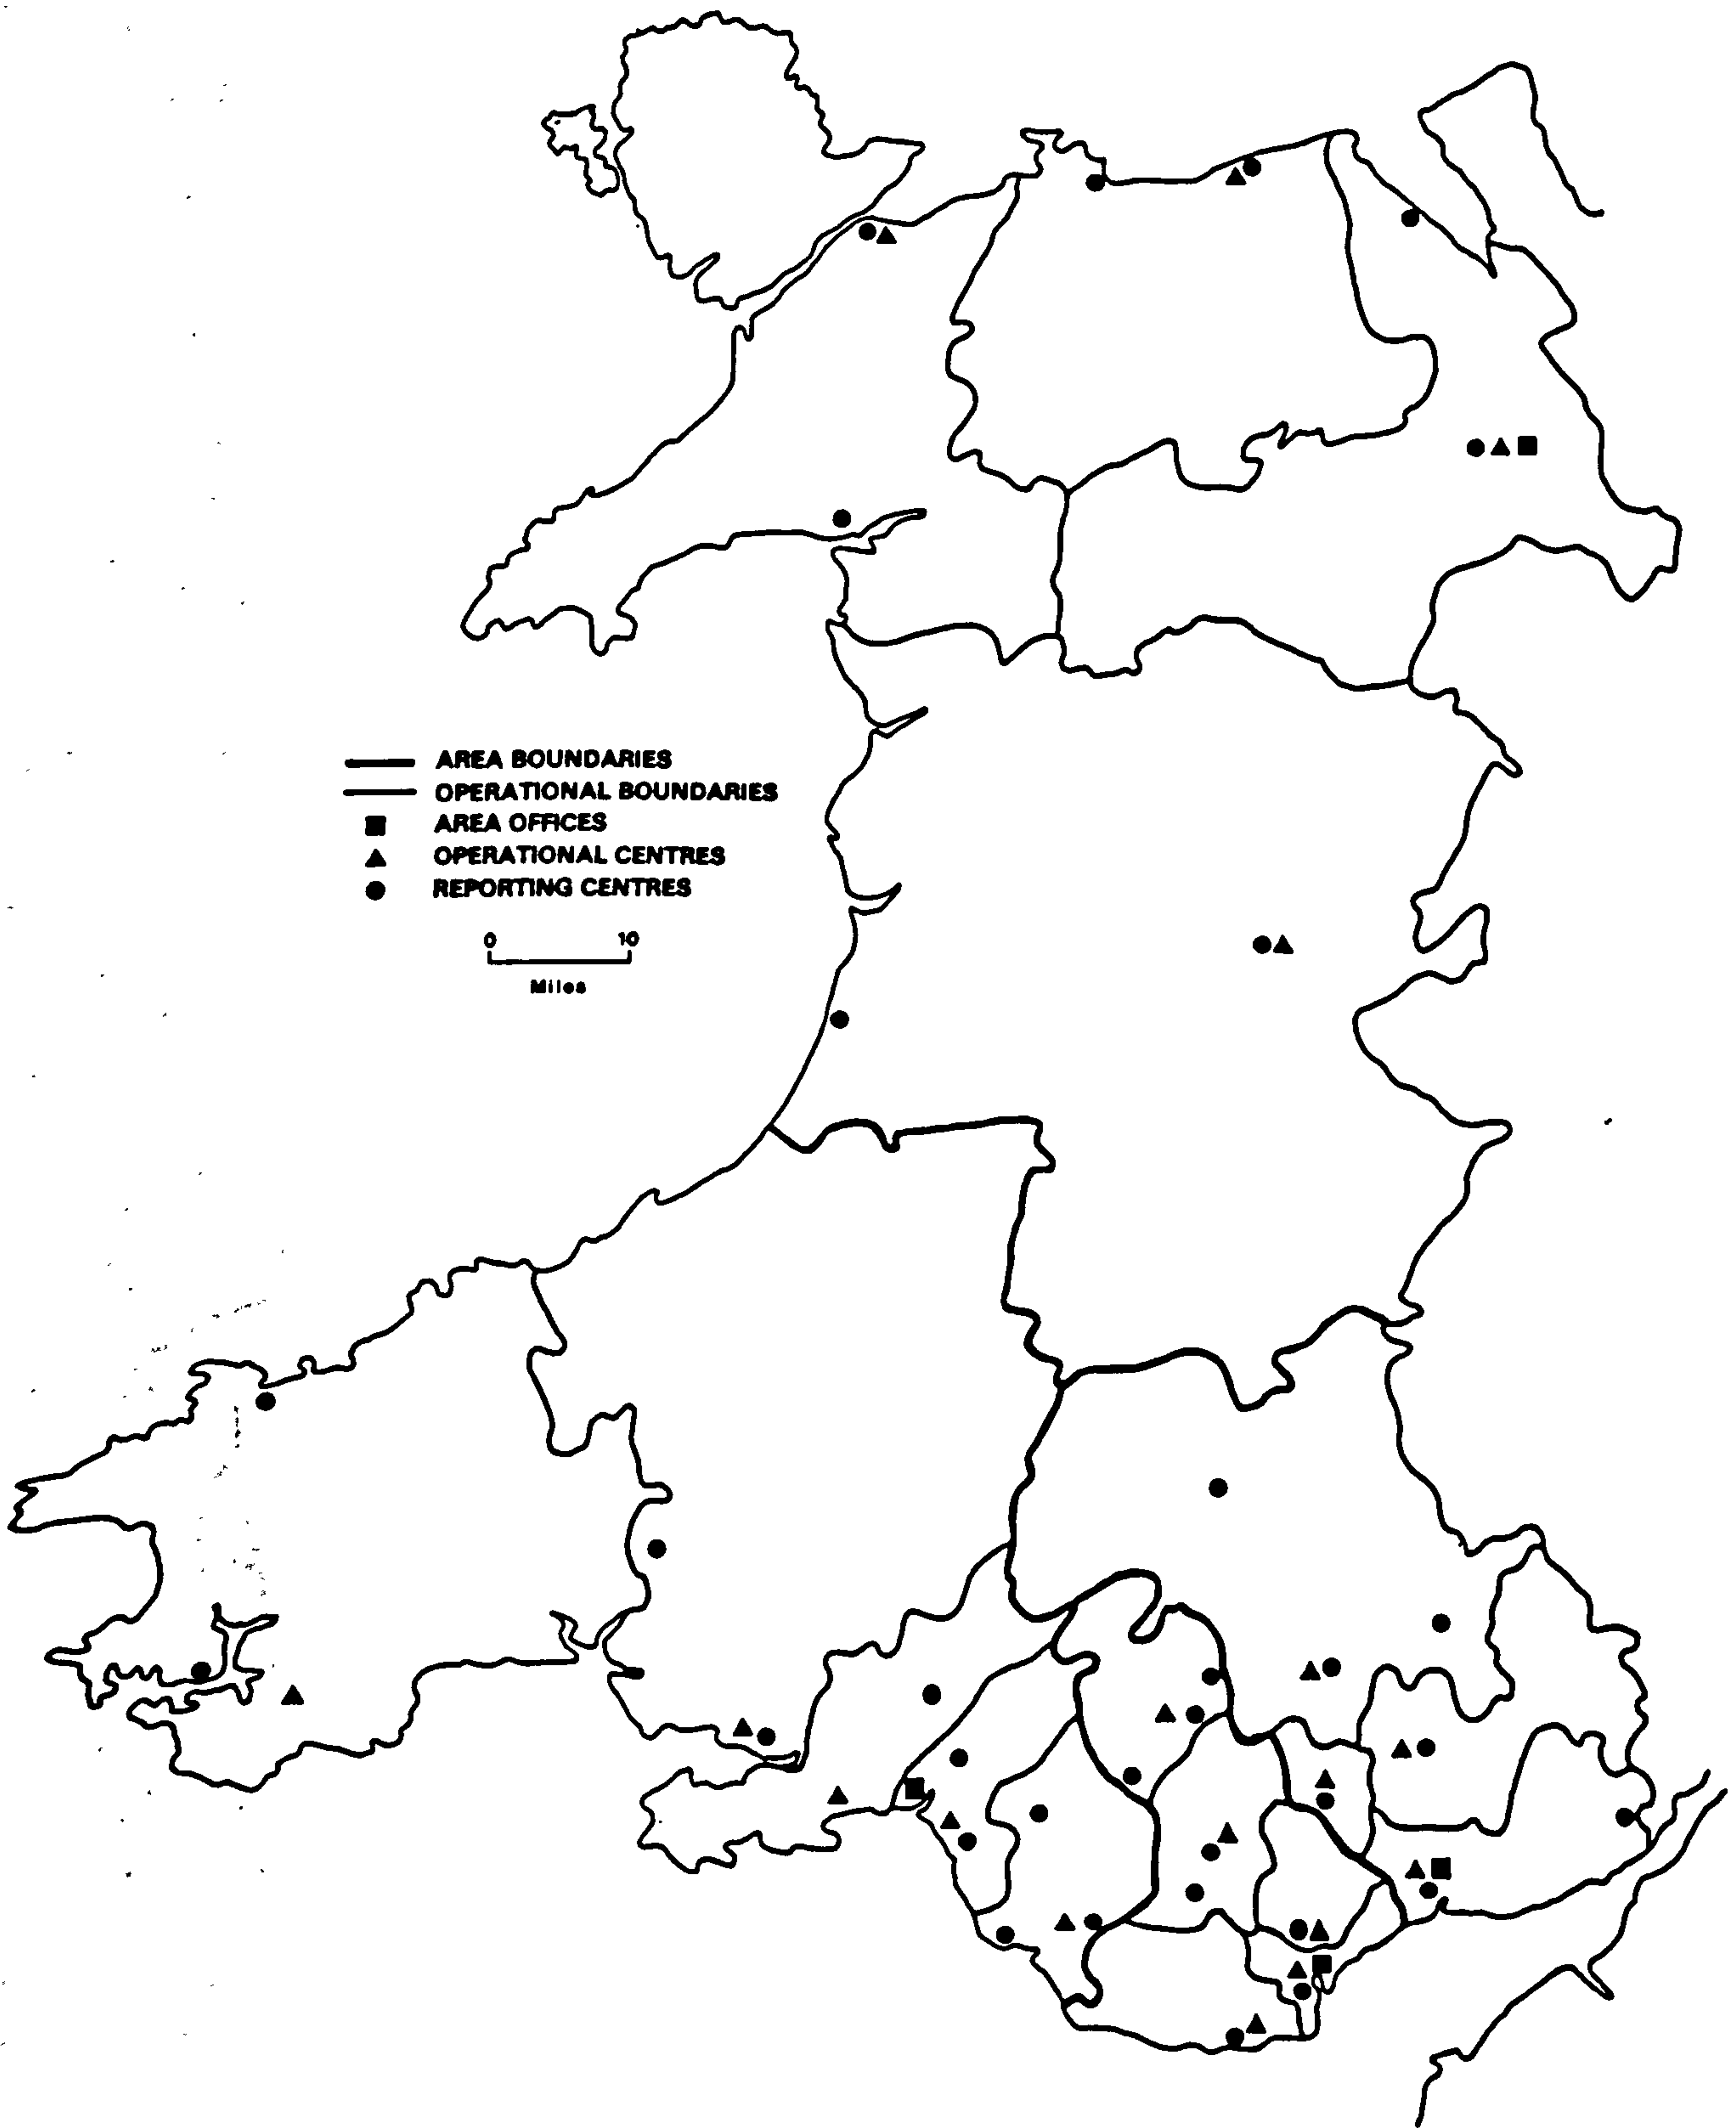 AREA BOUNDARIES
OPERATIONAL BOUNDARIES
AREA OFFICES
OPERATIONAL CENTRES
REPORTING CENTRES
0 10
Miles